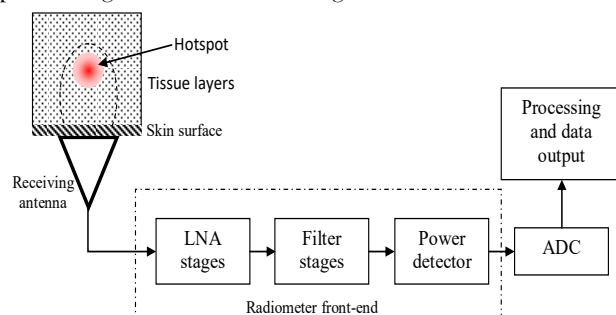 Hotspot
Tissue layers
Skin surface
Receiving
antenna
LNA
stages
Filter
stages
Power
detector
ADC
Processing
and data
output
Radiometer front-end